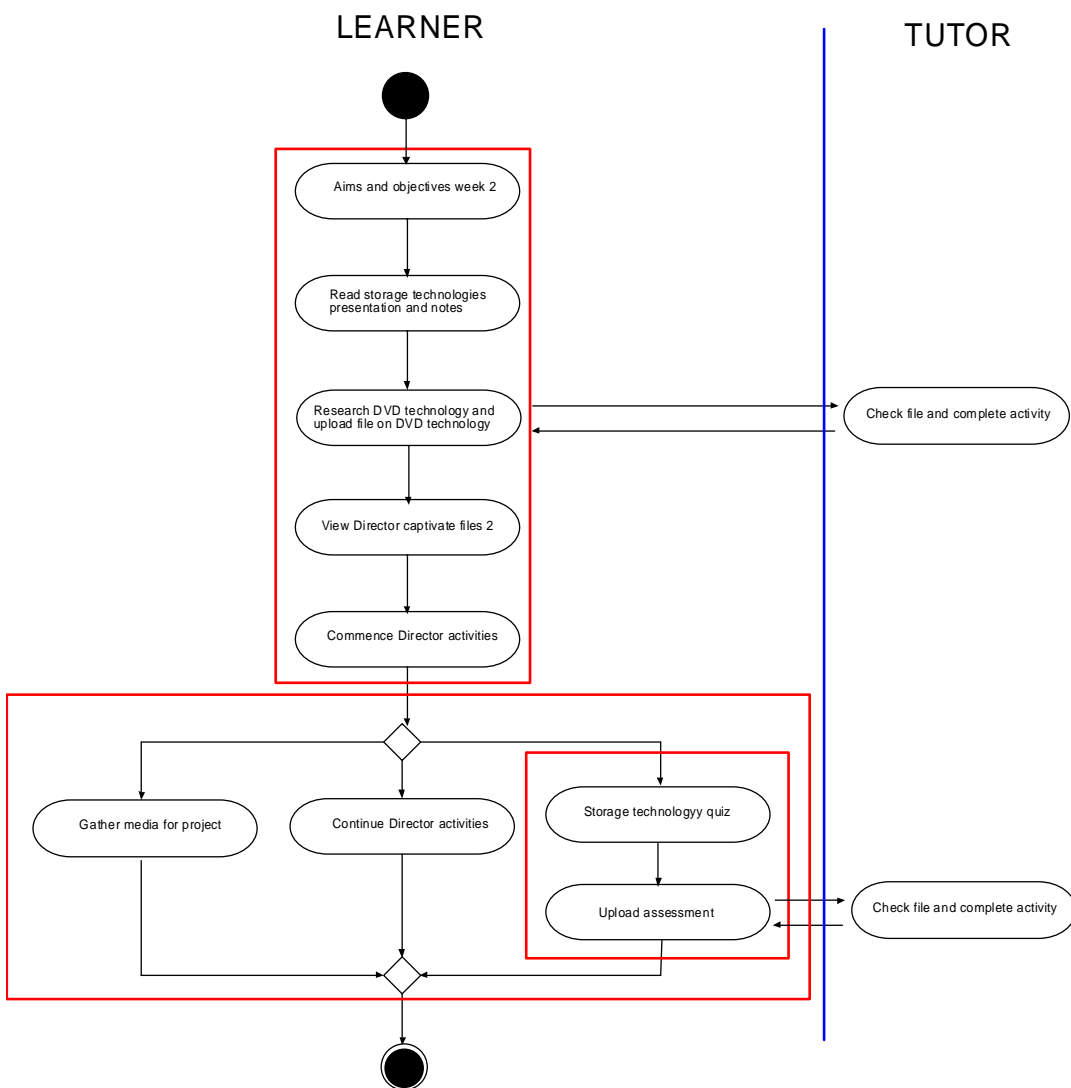 LEARNER
TUTOR
Aims and objectives week 2
Read storage technologies
presentation and notes
Research DVD technology and
upload file on DVD technology
Check file and complete activity
View Director captivate files 2
Commence Director activities
Gather media for project
Continue Director activities
Storage technologyy quiz
Upload assessment
Check file and complete activity